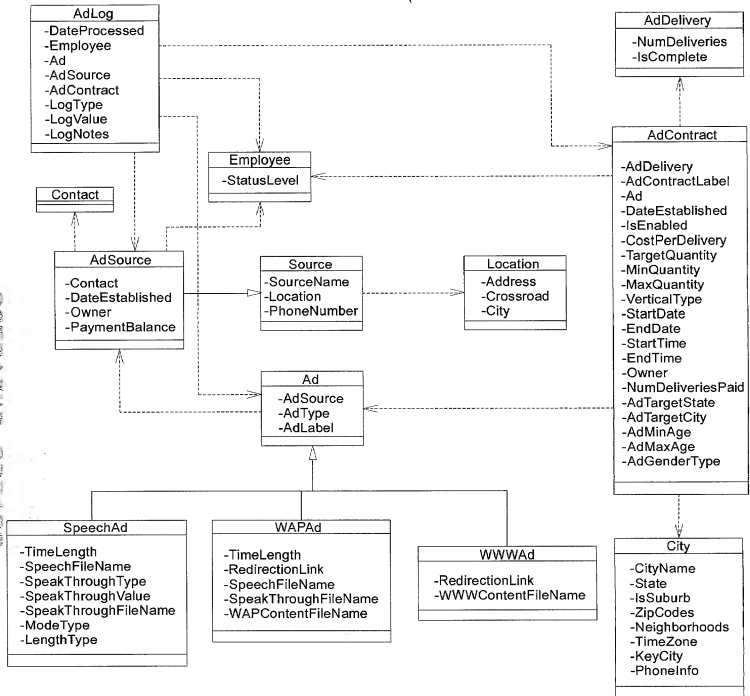 AdLog
-DateProcessed
-Employee
-Ad
-AdSource
-AdContract
-LogType
-LogValue
-LogNotes
AdDelivery
-NumDeliveries
-IsComplete
Employee
-StatusLevel
AdContract
-AdDelivery
-AdContractLabel
-Ad
-DateEstablished
-IsEnabled
-CostPerDelivery
-TargetQuantity
-MinQuantity
-MaxQuantity
-VerticalType
-StartDate
-EndDate
-StartTime
-EndTime
-Owner
-NumDeliveriesPaid
-AdTargetState
-AdTargetCity
-AdMinAge
-AdMaxAge
-AdGenderType
Contact
AdSource
-Contact
-DateEstablished
-Owner
-PaymentBalance
Source
-SourceName
-Location
-PhoneNumber
Location
-Address
-Crossroad
-City
Ad
-AdSource
-AdType
-AdLabel
SpeechAd
-TimeLength
-SpeechFileName
-SpeakThroughType
-SpeakThroughValue
-SpeakThroughFileName
-ModeType
-LengthType
WAPAd
-TimeLength
-RedirectionLink
-SpeechFileName
-SpeakThroughFileName
-WAPContentFileName
WWWAd
-RedirectionLink
-WWWContentFileName
City
-CityName
-State
-IsSuburb
-ZipCodes
-Neighborhoods
-TimeZone
-KeyCity
-PhoneInfo